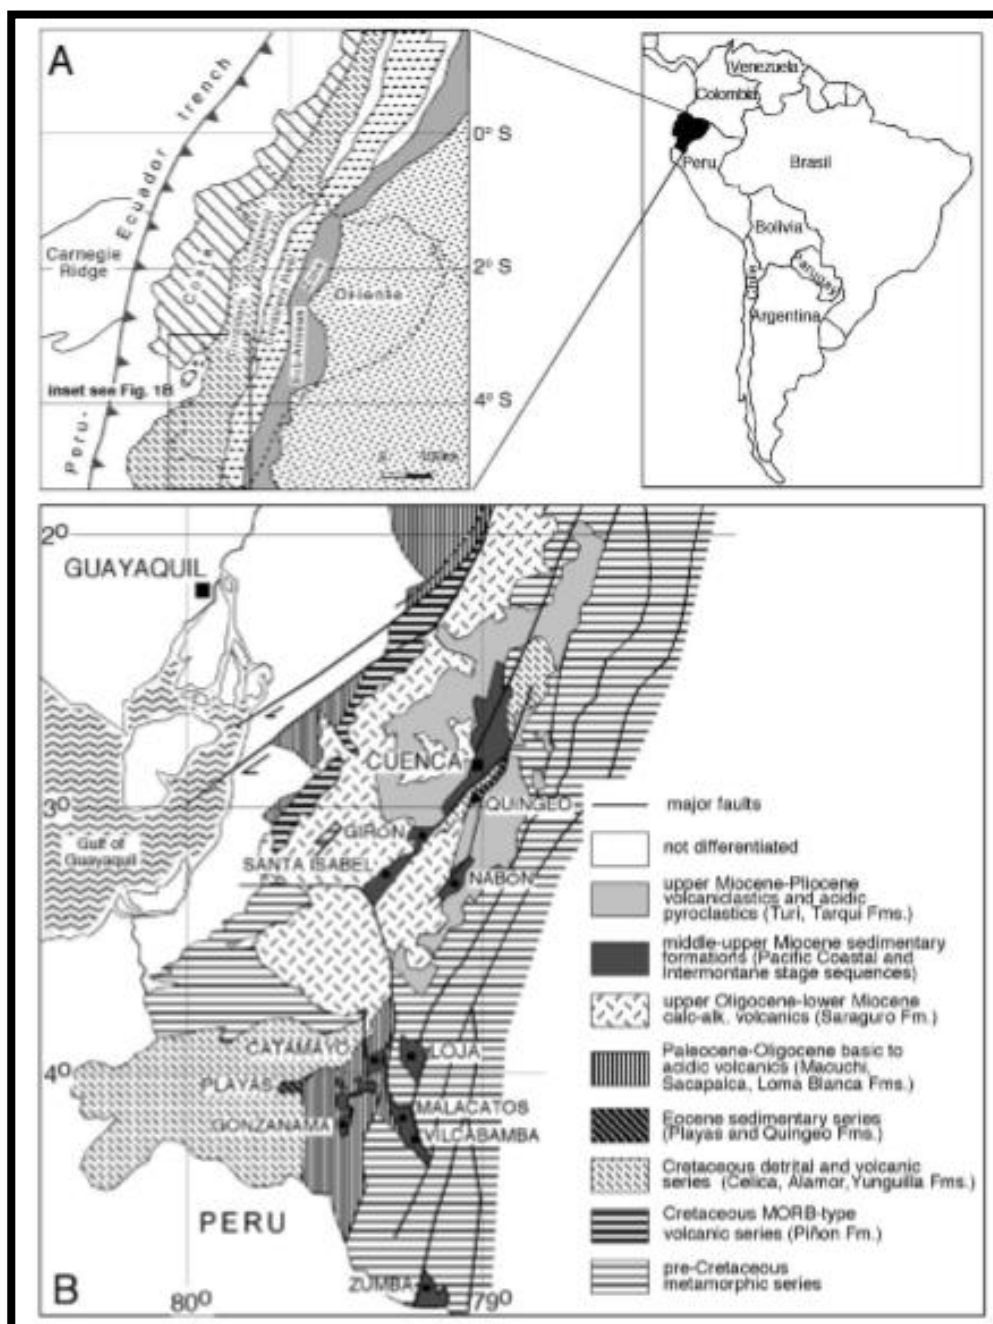 A
Peru-
Ecuador
trench
0° S
2° S
4° S
Carnegie
Ridge
Costa
Oriente
inset see Fig. 1B
Venezuela
Colombia
Peru
Brasil
Bolivia
Paraguay
Chile
Argentina
2°
GUAYAQUIL
CUENCA
QUINGEO
3°
GIRON
Gulf of
Guayaquil
SANTA ISABEL
NABON
CATAMAYO
LOJA
4°
PLAYAS
MALACATOS
GONZANAMA
VILCABAMBA
PERU
ZUMBA
B
80°
79°
major faults
not differentiated
upper Miocene-Pliocene
volcaniclastics and acidic
pyroclastics (Turi, Tarqui Fms.)
middle-upper Miocene sedimentary
formations (Pacific Coastal and
Intermontane stage sequences)
upper Oligocene-lower Miocene
calc-alk. volcanics (Saraguro Fm.)
Paleocene-Oligocene basic to
acidic volcanics (Macuchi,
Sacapalca, Loma Blanca Fms.)
Eocene sedimentary series
(Playas and Quingeo Fms.)
Cretaceous detrital and volcanic
series (Celica, Alamor,Yunguilla Fms.)
Cretaceous MORB-type
volcanic series (Piñon Fm.)
pre-Cretaceous
metamorphic series